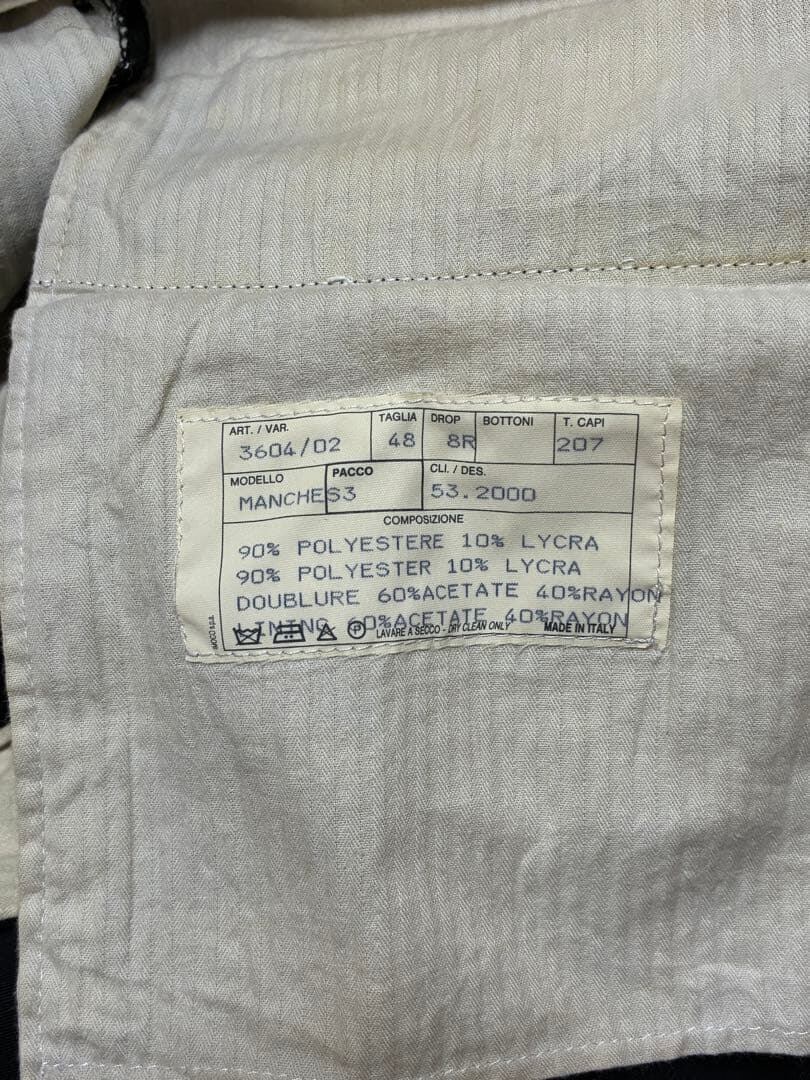 ART. / VAR. TAGLIA DROP BOTTONI T. CAPI
3604/02 48 8R 207
MODELLO PACCO CLI. / DES.
MANCHES3 53.2000
COMPOSIZIONE
90% POLYESTERE 10% LYCRA
90% POLYESTER 10% LYCRA
DOUBLURE 60%ACETATE 40%RAYON
LINING 60%ACETATE 40%RAYON
P LAVARE A SECCO - DRY CLEAN ONLY MADE IN ITALY